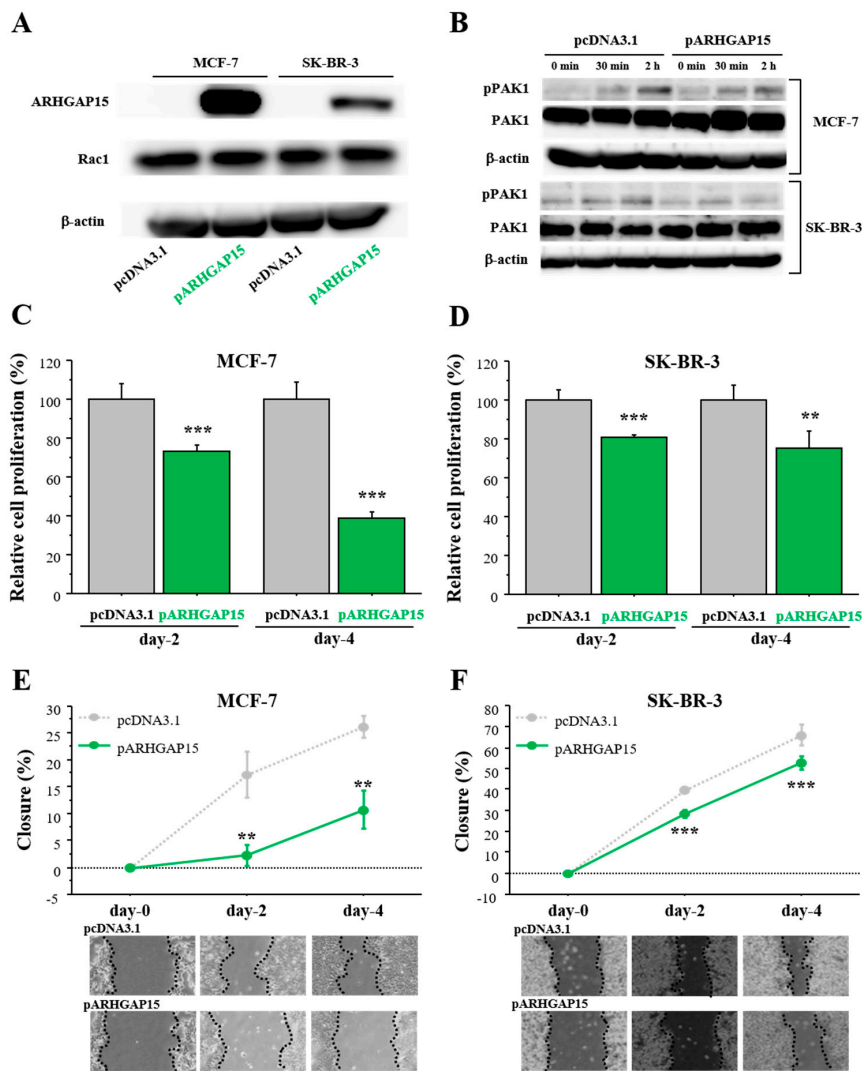 A
MCF-7 SK-BR-3
ARHGAP15
Rac1
β-actin
pcDNA3.1 pARHGAP15 pcDNA3.1 pARHGAP15
B
pcDNA3.1 pARHGAP15
0 min 30 min 2 h 0 min 30 min 2 h
pPAK1
PAK1
β-actin
MCF-7
pPAK1
PAK1
β-actin
SK-BR-3
C
MCF-7
Relative cell proliferation (%)
120
100
80
60
40
20
0
***
***
pcDNA3.1 pARHGAP15 pcDNA3.1 pARHGAP15
day-2 day-4
D
SK-BR-3
Relative cell proliferation (%)
120
100
80
60
40
20
0
***
**
pcDNA3.1 pARHGAP15 pcDNA3.1 pARHGAP15
day-2 day-4
E
MCF-7
Closure (%)
30
25
20
15
10
5
0
-5
pcDNA3.1
pARHGAP15
**
**
day-0 day-2 day-4
pcDNA3.1
pARHGAP15
F
SK-BR-3
Closure (%)
80
70
60
50
40
30
20
10
0
-10
pcDNA3.1
pARHGAP15
***
***
day-0 day-2 day-4
pcDNA3.1
pARHGAP15